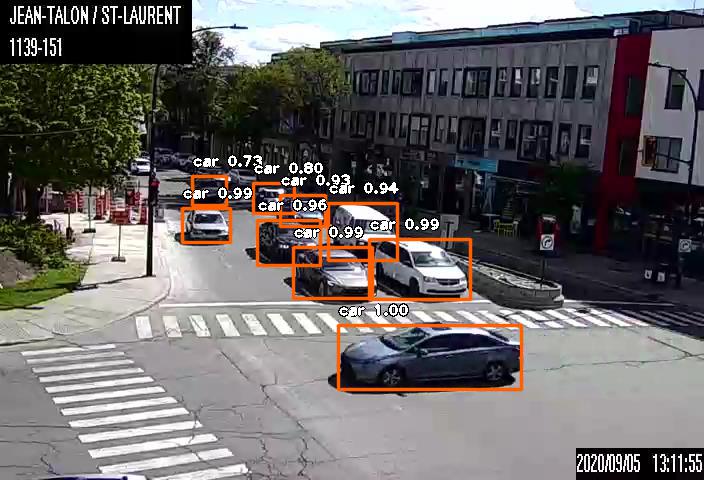 JEAN-TALON / ST-LAURENT
1139-151
car 0.73
car 0.80
car 0.93
car 0.94
car 0.99
car 0.96
car 0.99
car 0.99
car 1.00
2020/09/05 13:11:55